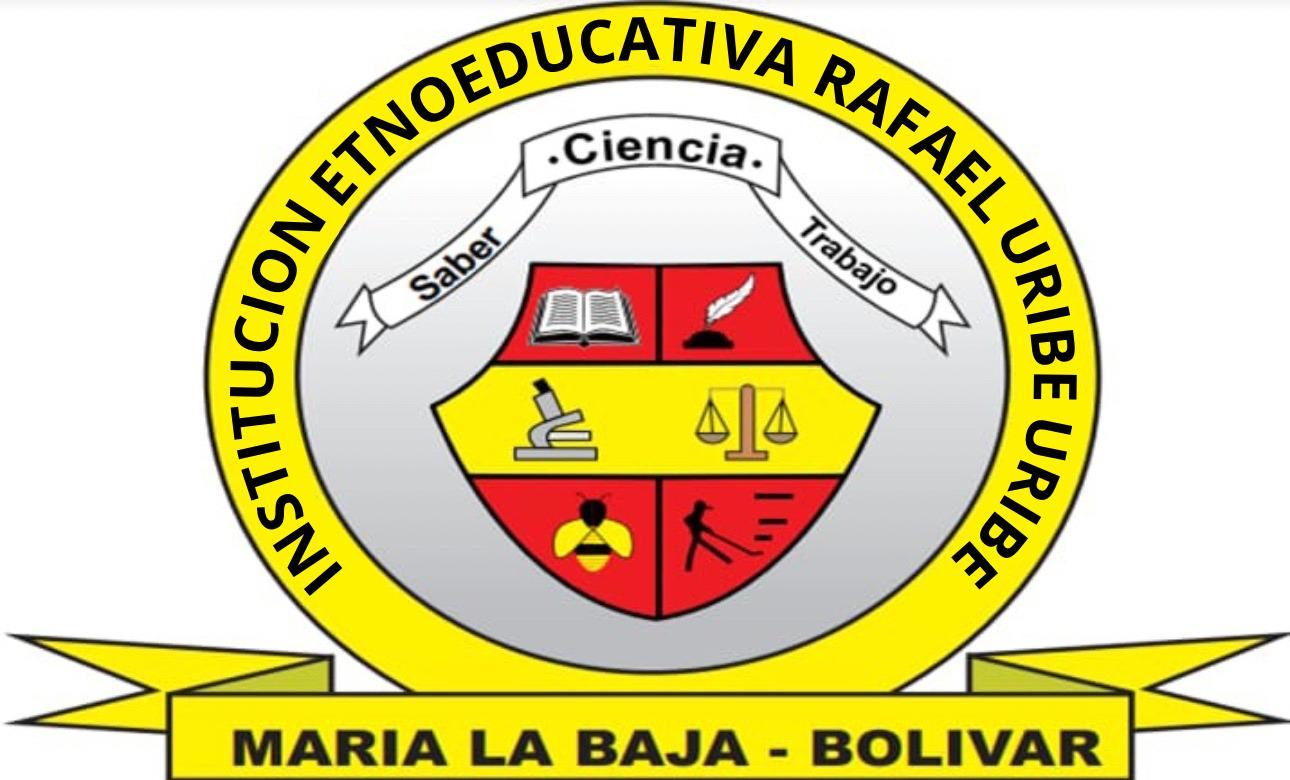 INSTITUCION ETNOEDUCATIVA RAFAEL URIBE URIBE
·Ciencia·
Saber
Trabajo
MARIA LA BAJA - BOLIVAR